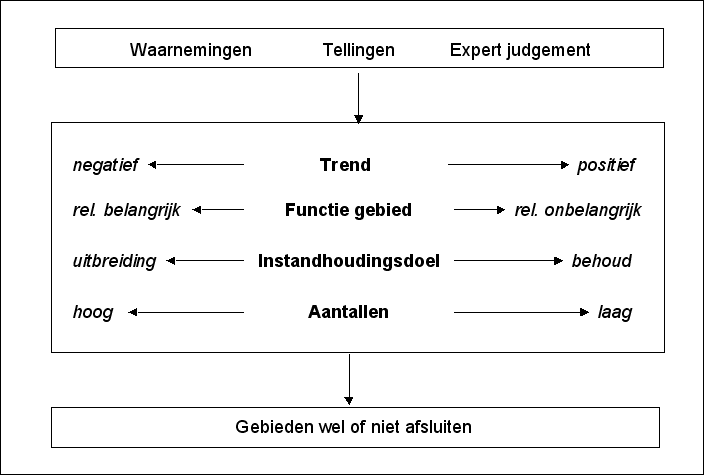 Waarnemingen Tellingen Expert judgement
negatief Trend positief
rel. belangrijk Functie gebied rel. onbelangrijk
uitbreiding Instandhoudingsdoel behoud
hoog Aantallen laag
Gebieden wel of niet afsluiten